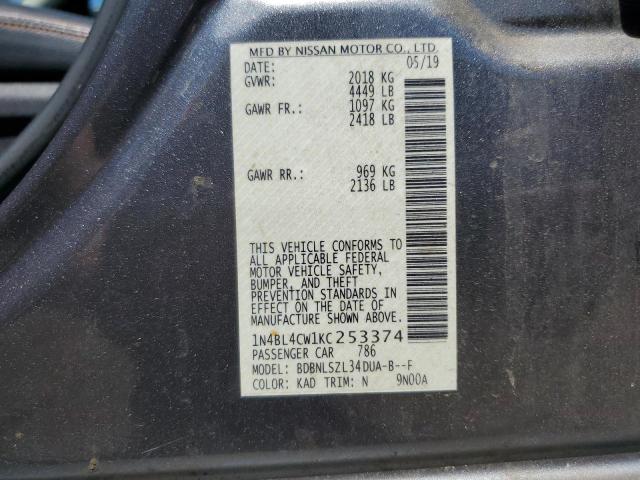 MFD BY NISSAN MOTOR CO., LTD.
DATE: 05/19
GVWR: 2018 KG
4449 LB
GAWR FR.: 1097 KG
2418 LB
GAWR RR.: 969 KG
2136 LB
THIS VEHICLE CONFORMS TO
ALL APPLICABLE FEDERAL
MOTOR VEHICLE SAFETY,
BUMPER, AND THEFT
PREVENTION STANDARDS IN
EFFECT ON THE DATE OF
MANUFACTURE SHOWN ABOVE.
1N4BL4CW1KC253374
PASSENGER CAR 786
MODEL: BDBNLSZL34DUA-B--F
COLOR: KAD TRIM: N 9N00A